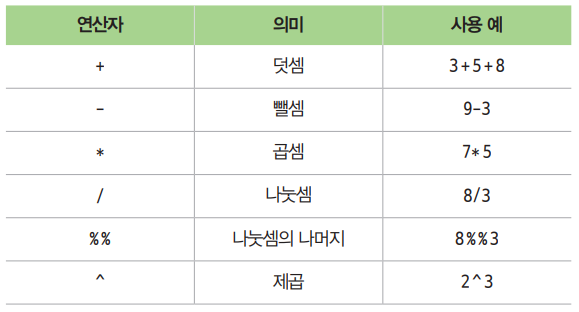 연산자 의미 사용 예
+ 덧셈 3+5+8
- 뺄셈 9-3
* 곱셈 7*5
/ 나눗셈 8/3
%% 나눗셈의 나머지 8%%3
^ 제곱 2^3